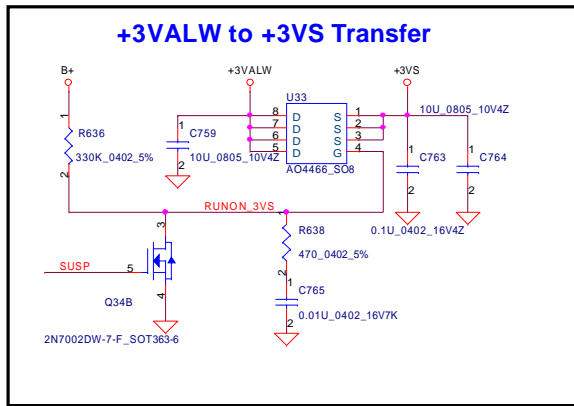 +3VALW to +3VS Transfer
B+ +3VALW +3VS
U33
1 8 D S 1 10U_0805_10V4Z
R636 1 C759 7 D S 2 1 1
330K_0402_5% 6 D S 3 C763 C764
2 10U_0805_10V4Z 5 D G 4
2 AO4466_SO8 2 2
RUNON_3VS 0.1U_0402_16V4Z
3 1
R638
470_0402_5%
SUSP 5 2
1
C765
Q34B 4 0.01U_0402_16V7K
2
2N7002DW-7-F_SOT363-6